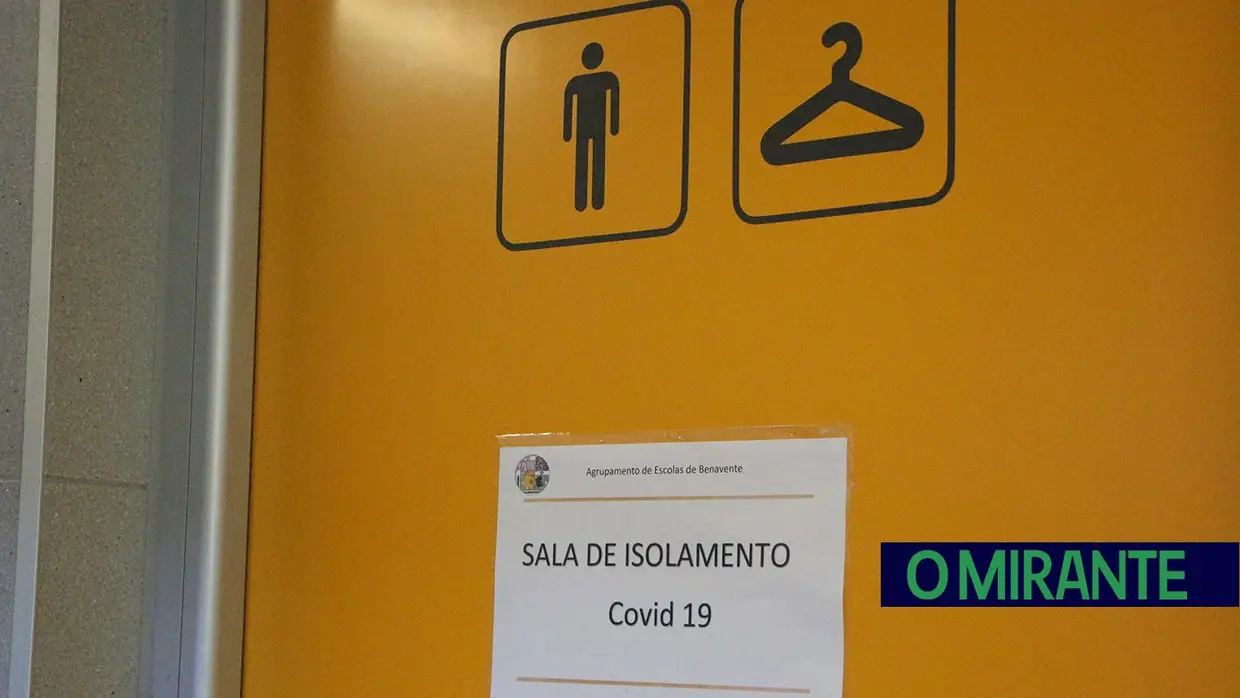 Agrupamento de Escolas de Benavente
SALA DE ISOLAMENTO
Covid 19
O MIRANTE